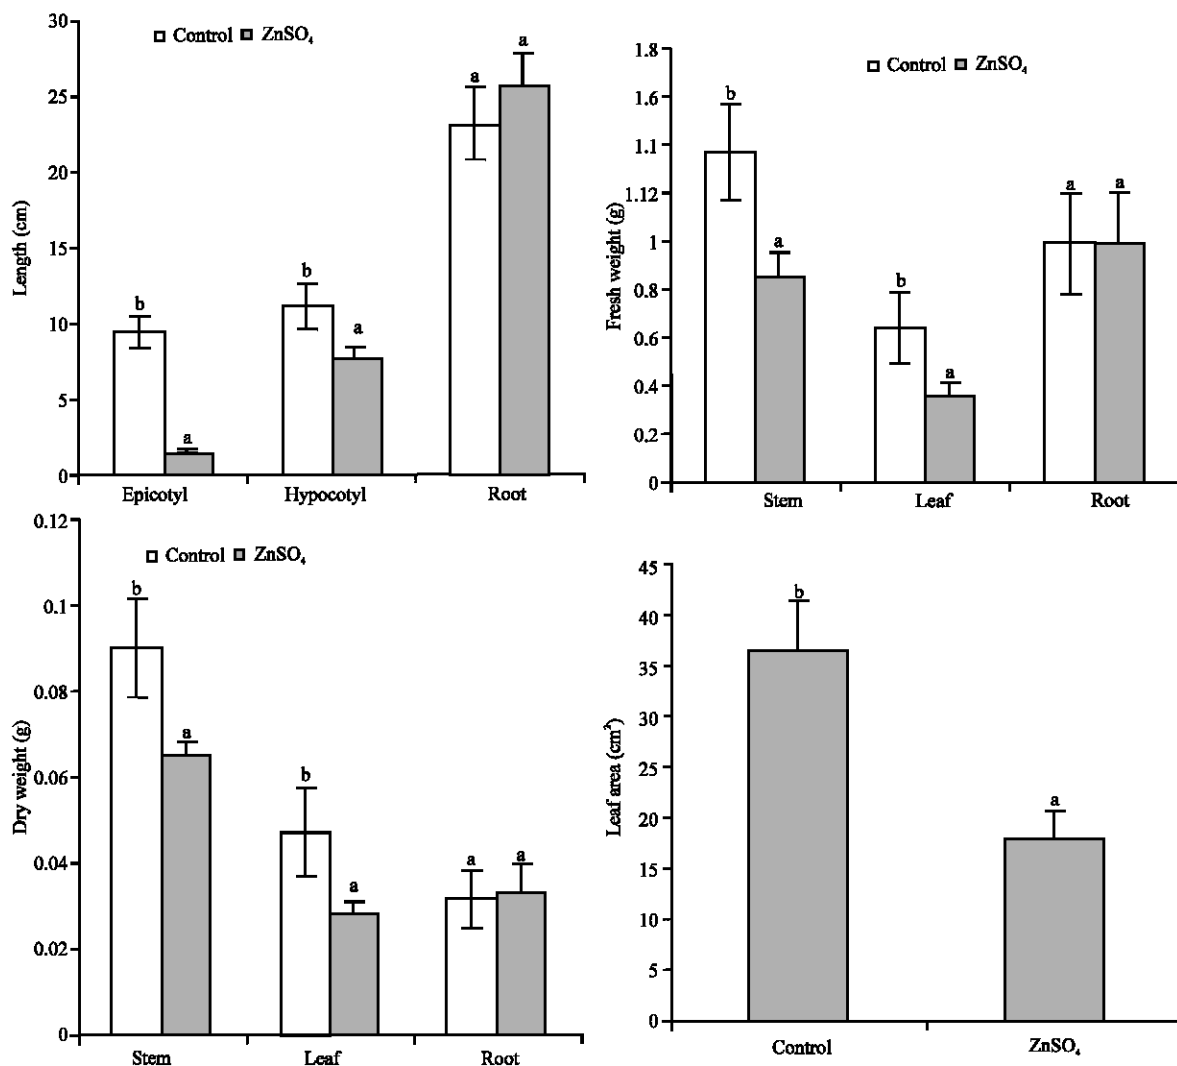 30
25
20
15
10
5
0
Length (cm)
Control ZnSO₄
b
a
b
a
a
a
Epicotyl Hypocotyl Root
1.8
1.6
1.1
1.12
1
0.8
0.6
0.4
0.2
0
Fresh weight (g)
Control ZnSO₄
b
a
b
a
a
a
Stem Leaf Root
0.12
0.1
0.08
0.06
0.04
0.02
0
Dry weight (g)
Control ZnSO₄
b
a
b
a
a
a
Stem Leaf Root
45
40
35
30
25
20
15
10
5
0
Leaf area (cm²)
b
a
Control ZnSO₄